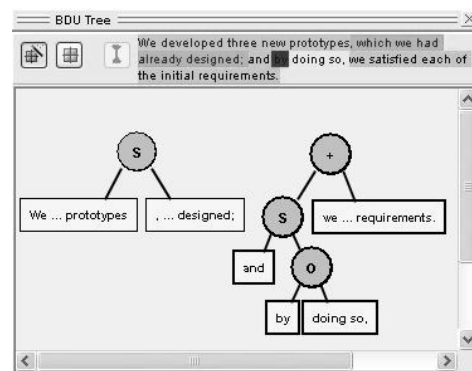 BDU Tree
We developed three new prototypes, which we had
already designed; and by doing so, we satisfied each of
the initial requirements.
S
+
We ... prototypes
, ... designed;
S
we ... requirements.
and
O
by
doing so,